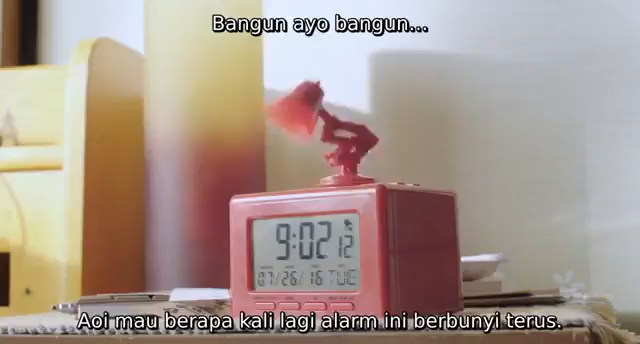 Bangun ayo bangun...
9:02 12
07/26/16 TUE
Aoi mau berapa kali lagi alarm ini berbunyi terus.